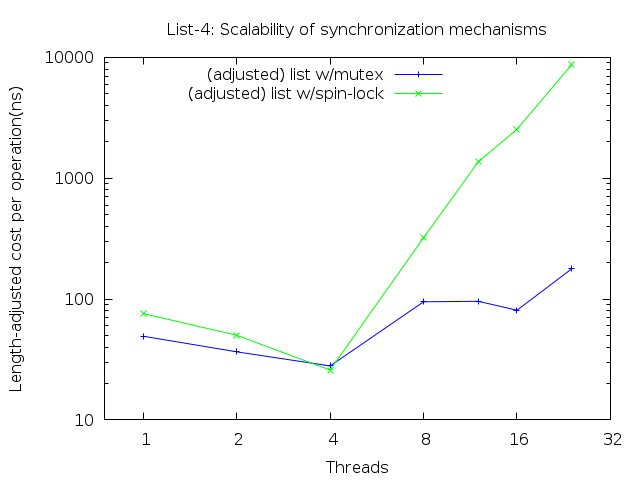 List-4: Scalability of synchronization mechanisms
10000
1000
100
10
Length-adjusted cost per operation(ns)
(adjusted) list w/mutex
(adjusted) list w/spin-lock
1 2 4 8 16 32
Threads